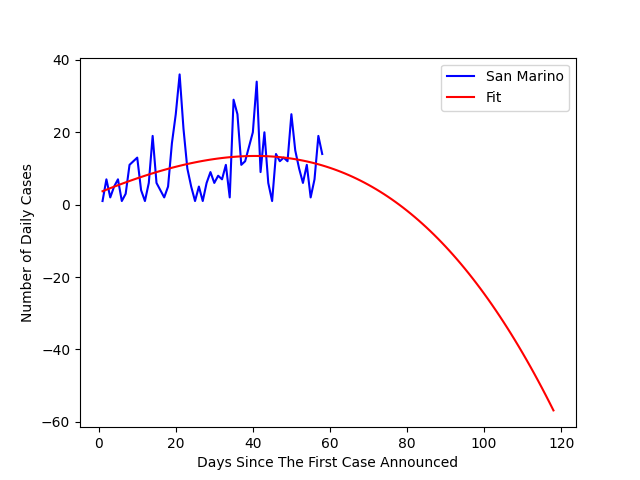 San Marino
Fit
40
20
0
−20
−40
−60
Number of Daily Cases
0 20 40 60 80 100 120
Days Since The First Case Announced